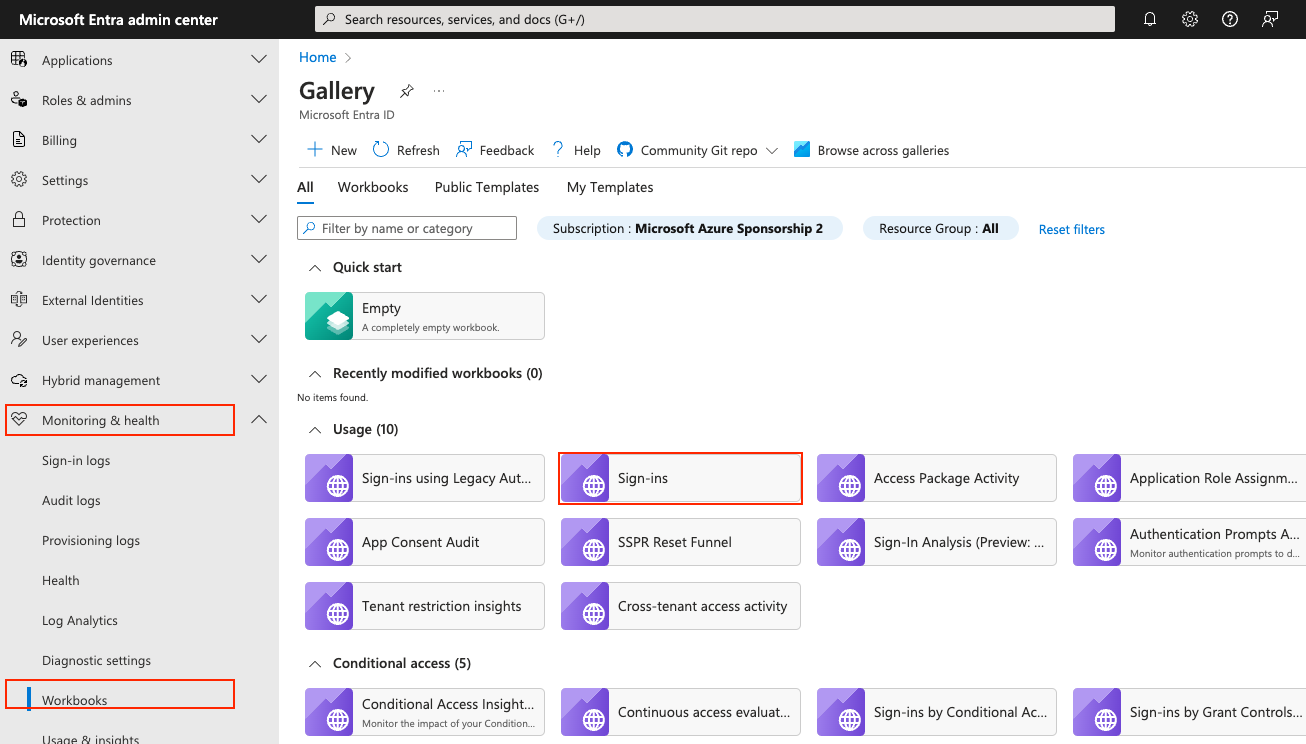 Microsoft Entra admin center
Search resources, services, and docs (G+/)
Applications
Roles & admins
Billing
Settings
Protection
Identity governance
External Identities
User experiences
Hybrid management
Monitoring & health
Sign-in logs
Audit logs
Provisioning logs
Health
Log Analytics
Diagnostic settings
Workbooks
Usage & insights
Home
Gallery
Microsoft Entra ID
New Refresh Feedback Help Community Git repo Browse across galleries
All Workbooks Public Templates My Templates
Filter by name or category Subscription : Microsoft Azure Sponsorship 2 Resource Group : All Reset filters
Quick start
Empty
A completely empty workbook.
Recently modified workbooks (0)
No items found.
Usage (10)
Sign-ins using Legacy Aut...
Sign-ins
Access Package Activity
Application Role Assignm...
App Consent Audit
SSPR Reset Funnel
Sign-In Analysis (Preview: ...
Authentication Prompts A...
Monitor authentication prompts to d...
Tenant restriction insights
Cross-tenant access activity
Conditional access (5)
Conditional Access Insight...
Monitor the impact of your Condition...
Continuous access evaluat...
Sign-ins by Conditional Ac...
Sign-ins by Grant Controls...